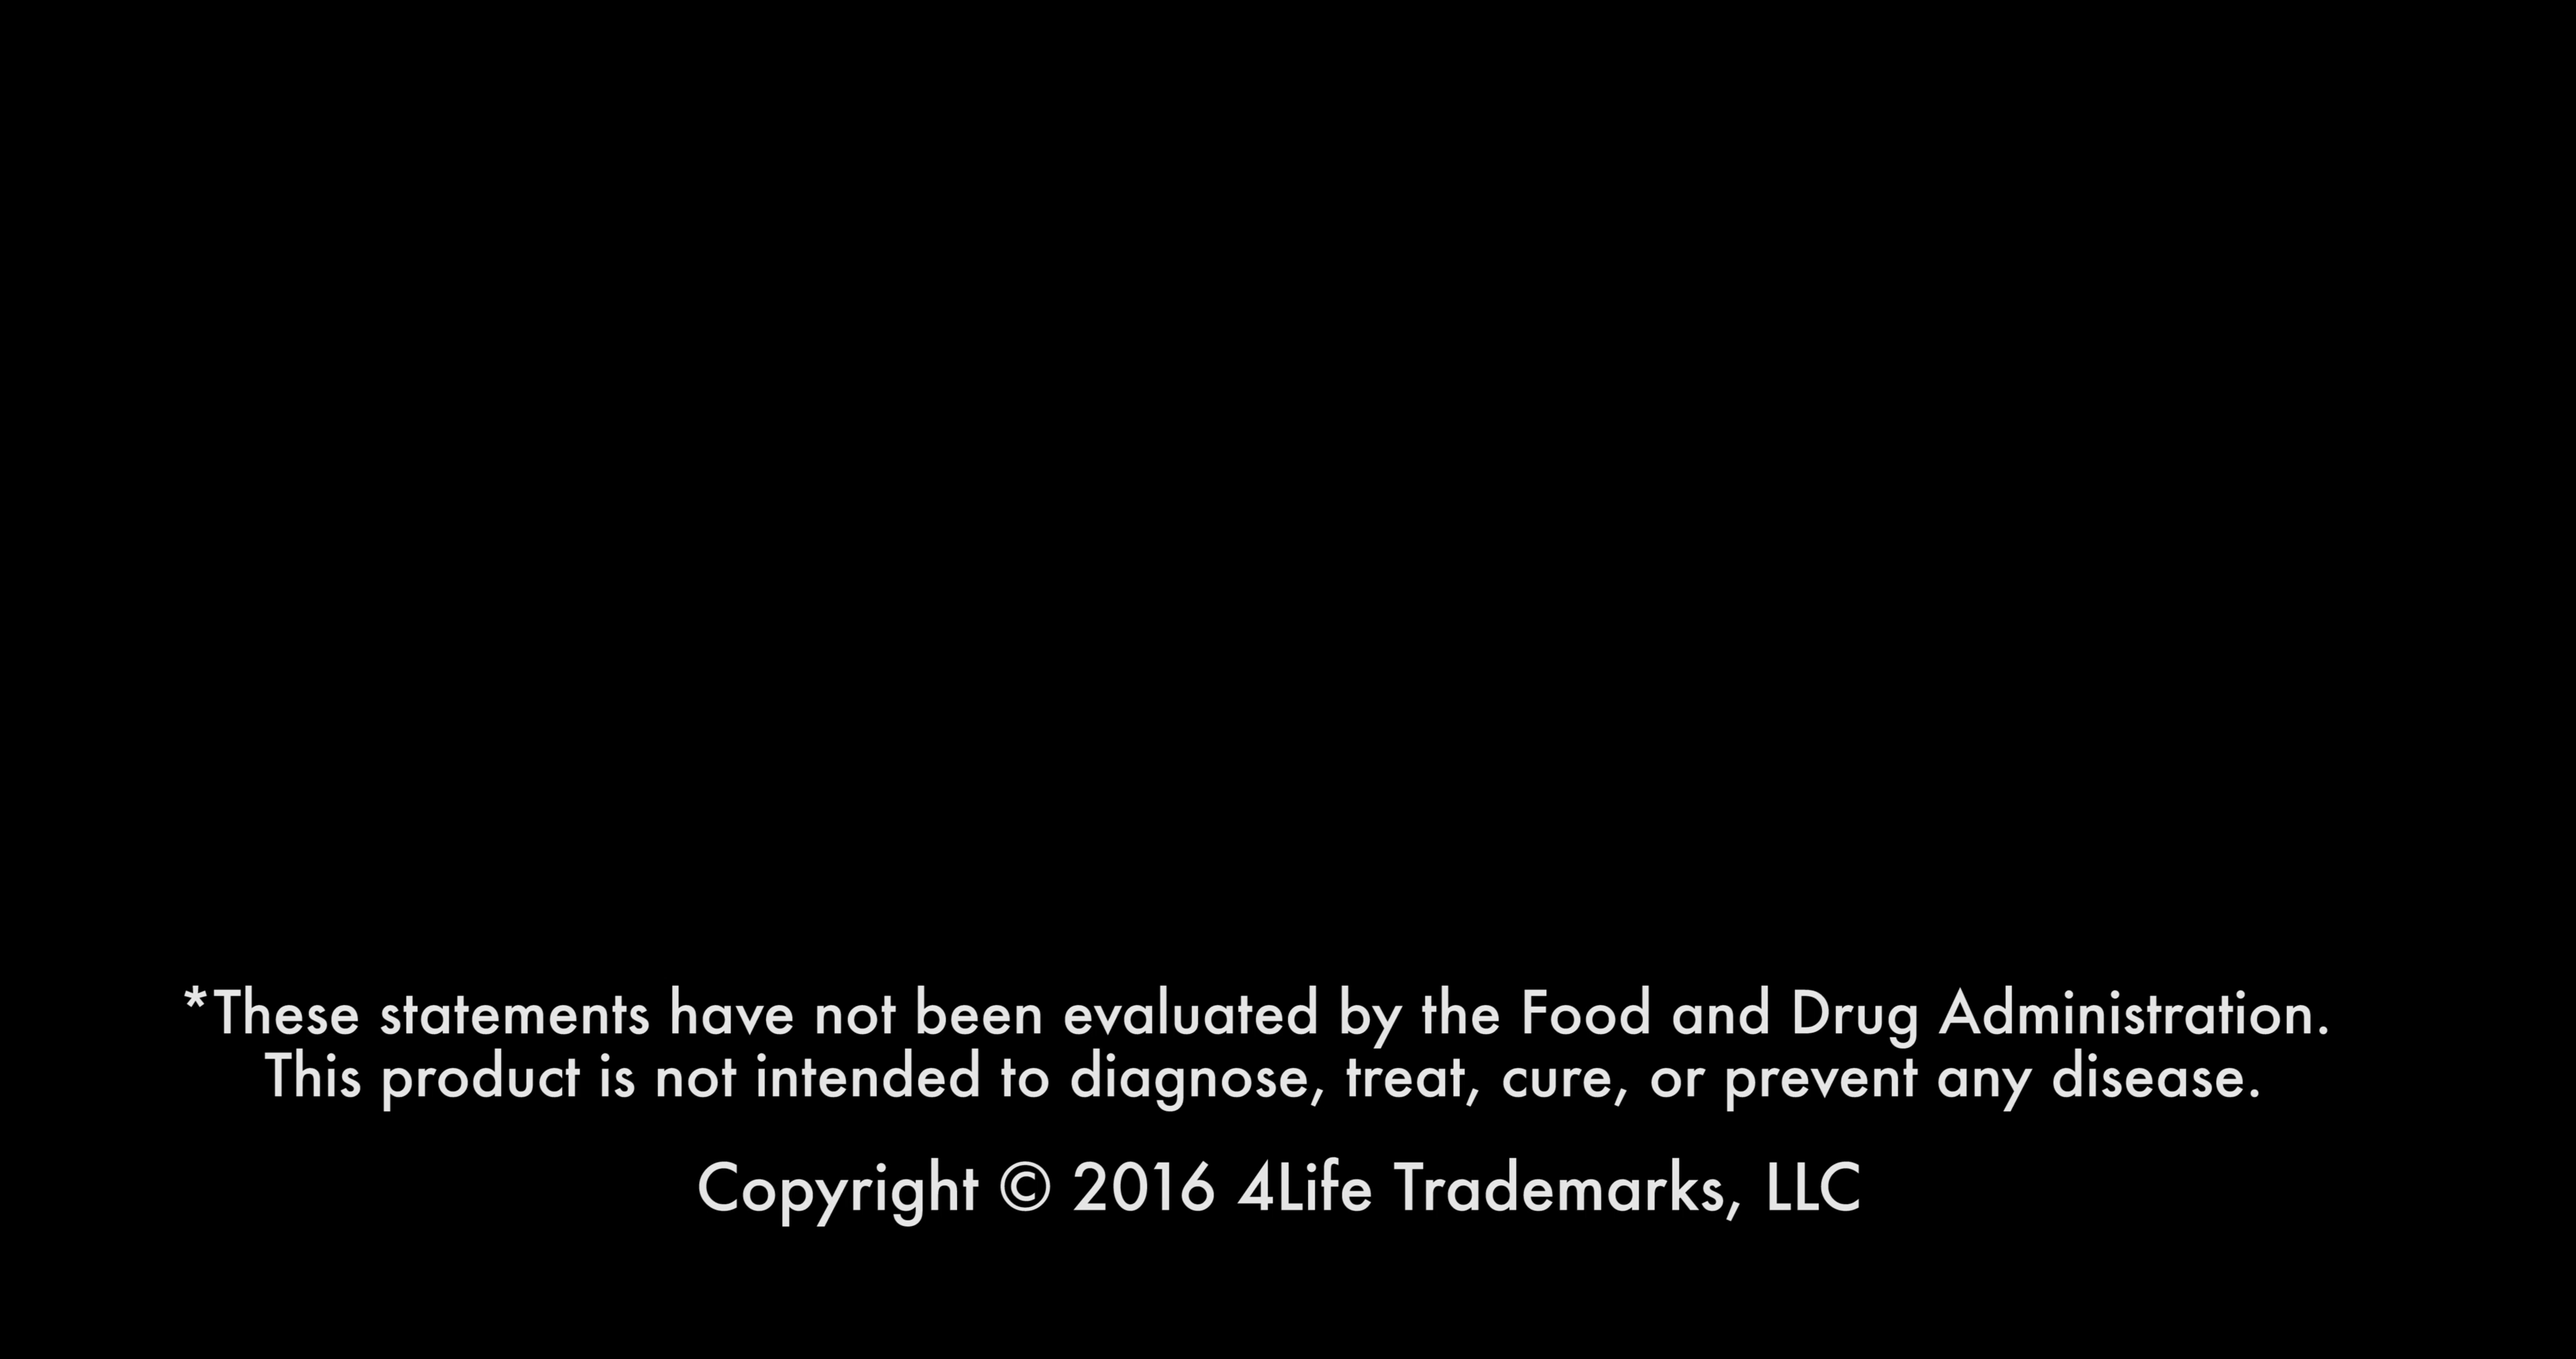 *These statements have not been evaluated by the Food and Drug Administration.
This product is not intended to diagnose, treat, cure, or prevent any disease.
Copyright © 2016 4Life Trademarks, LLC